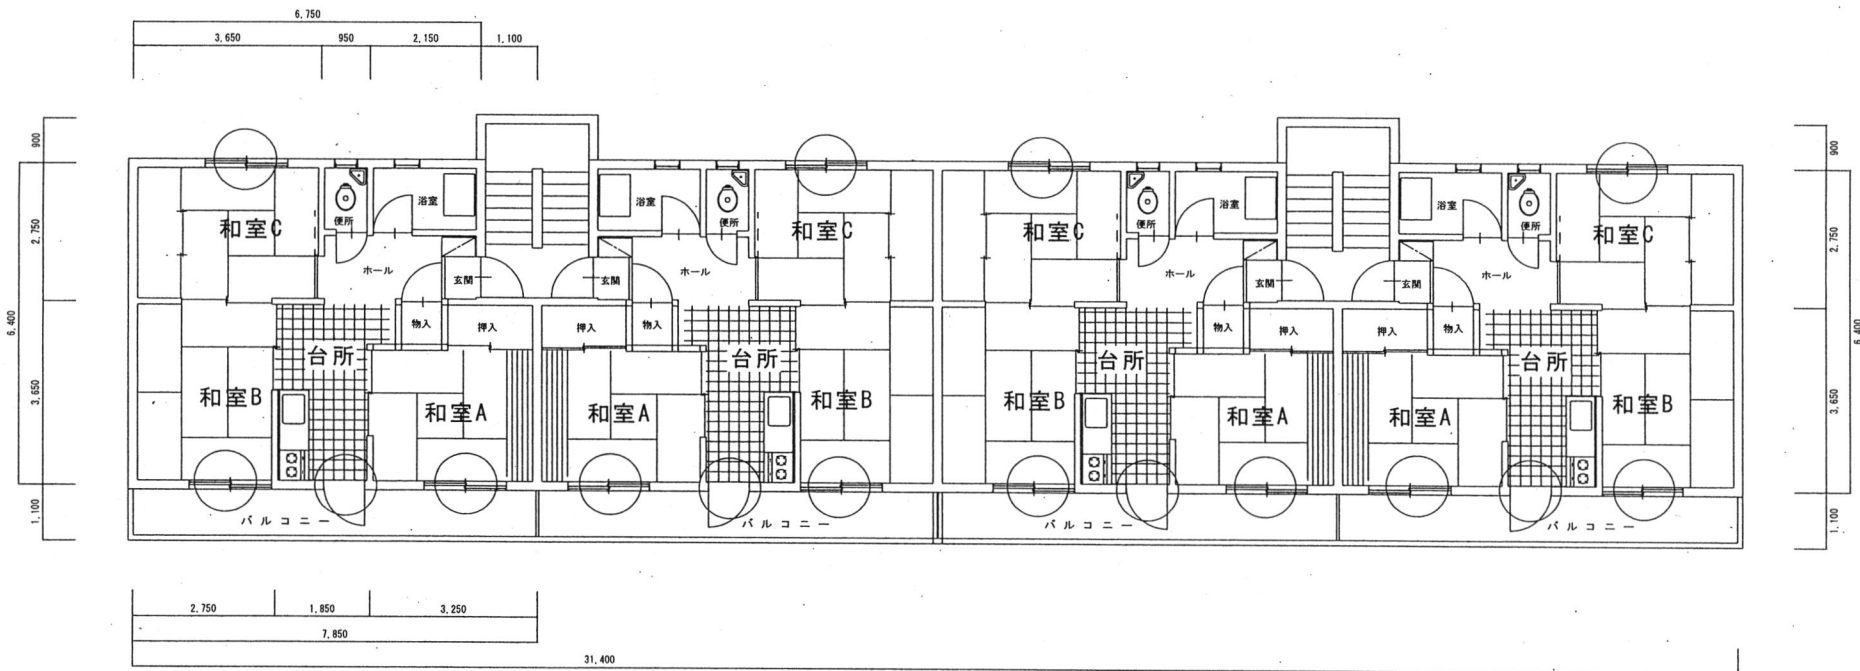 6,750
3,650 950 2,150 1,100
900 900
浴室 浴室 浴室 浴室
便所 便所 便所 便所
和室C 和室C 和室C 和室C
2,750 2,750
ホール ホール ホール ホール
玄関 玄関 玄関 玄関
6,400 6,400
物入 押入 押入 物入 物入 押入 押入 物入
台所 台所 台所 台所
3,650 3,650
和室B 和室A 和室A 和室B 和室B 和室A 和室A 和室B
1,100 1,100
バルコニー バルコニー バルコニー バルコニー
2,750 1,850 3,250
7,850
31,400